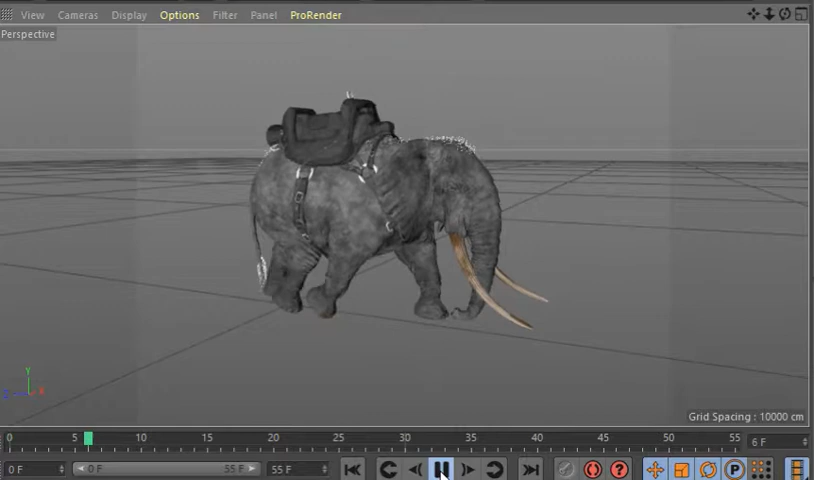 View Cameras Display Options Filter Panel ProRender
Perspective
Y
Z X
Grid Spacing : 10000 cm
0 5 10 15 20 25 30 35 40 45 50 55 6 F
0 F 0 F 55 F 55 F ? P